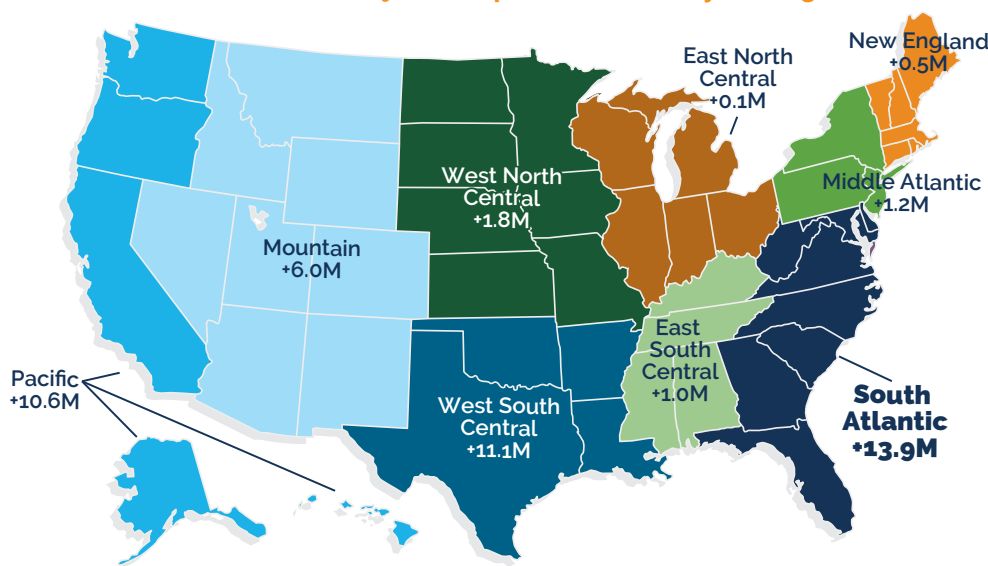 New England
+0.5M
East North
Central
+0.1M
West North
Central
+1.8M
Middle Atlantic
+1.2M
Mountain
+6.0M
East
South
Central
+1.0M
Pacific
+10.6M
West South
Central
+11.1M
South
Atlantic
+13.9M